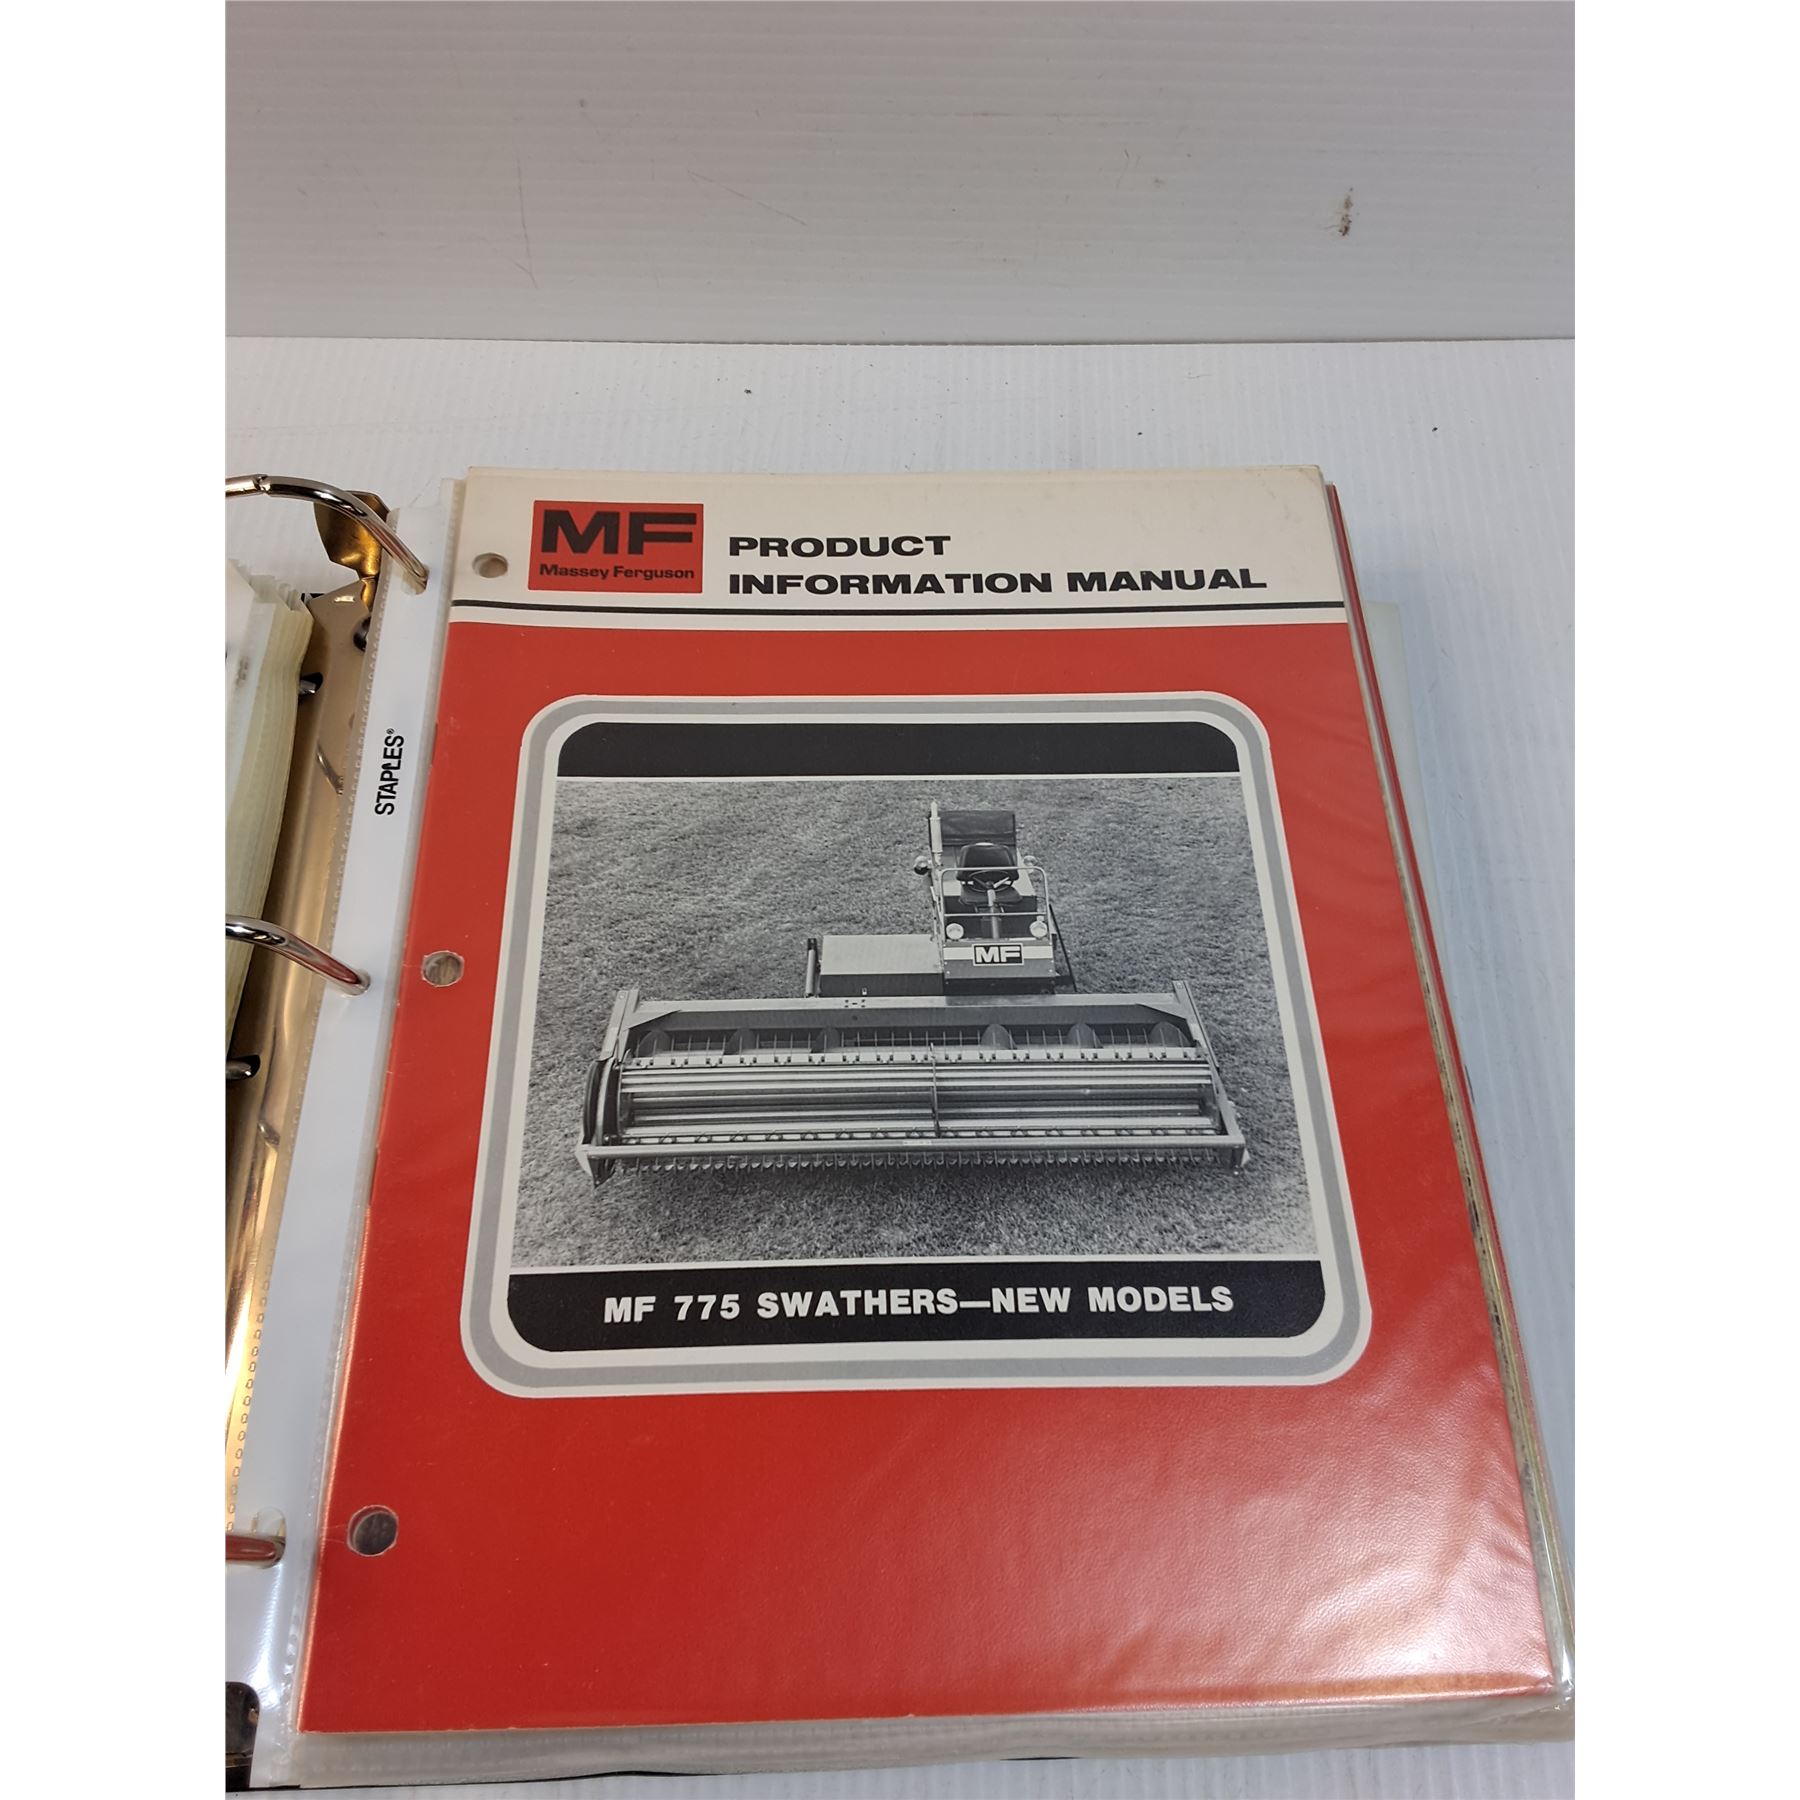 MF
Massey Ferguson
PRODUCT
INFORMATION MANUAL
STAPLES®
MF
MF 775 SWATHERS—NEW MODELS